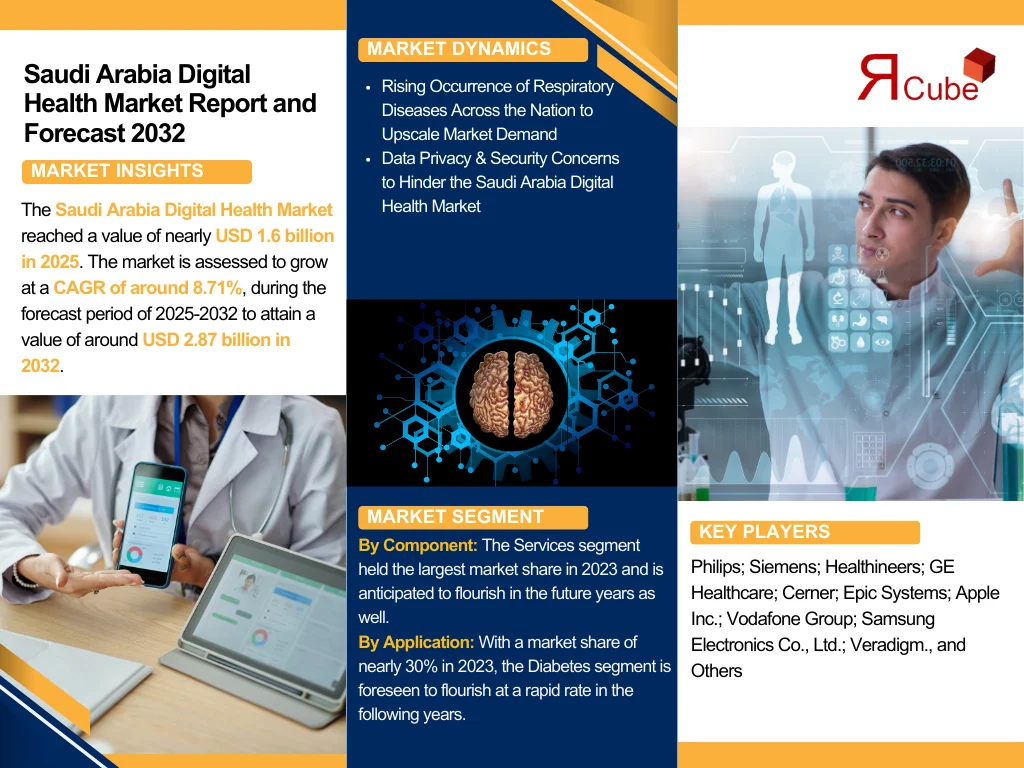 Saudi Arabia Digital
Health Market Report and
Forecast 2032
MARKET INSIGHTS
The Saudi Arabia Digital Health Market
reached a value of nearly USD 1.6 billion
in 2025. The market is assessed to grow
at a CAGR of around 8.71%, during the
forecast period of 2025-2032 to attain a
value of around USD 2.87 billion in
2032.
MARKET DYNAMICS
• Rising Occurrence of Respiratory
Diseases Across the Nation to
Upscale Market Demand
• Data Privacy & Security Concerns
to Hinder the Saudi Arabia Digital
Health Market
MARKET SEGMENT
By Component: The Services segment
held the largest market share in 2023 and is
anticipated to flourish in the future years as
well.
By Application: With a market share of
nearly 30% in 2023, the Diabetes segment is
foreseen to flourish at a rapid rate in the
following years.
ЯCube
KEY PLAYERS
Philips; Siemens; Healthineers; GE
Healthcare; Cerner; Epic Systems; Apple
Inc.; Vodafone Group; Samsung
Electronics Co., Ltd.; Veradigm., and
Others